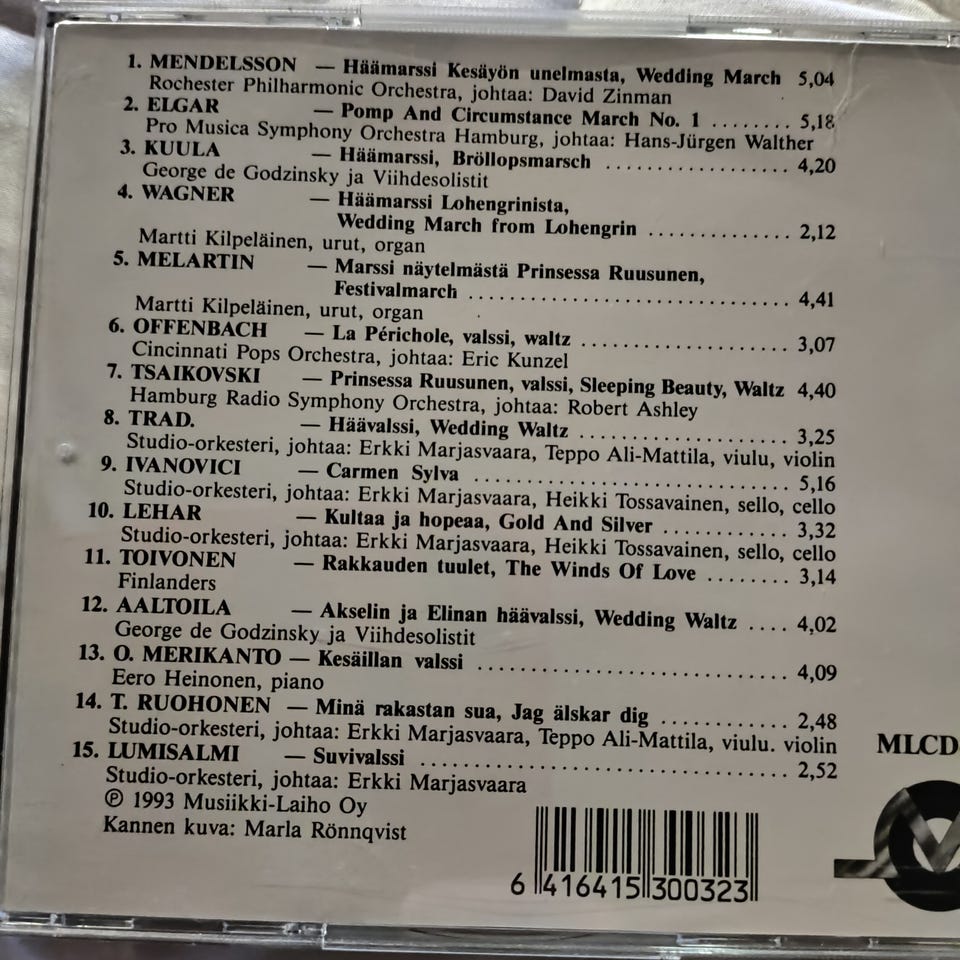 1. MENDELSSON — Häämarssi Kesäyön unelmasta, Wedding March 5,04
Rochester Philharmonic Orchestra, johtaa: David Zinman
2. ELGAR — Pomp And Circumstance March No. 1 ........ 5,18
Pro Musica Symphony Orchestra Hamburg, johtaa: Hans-Jürgen Walther
3. KUULA — Häämarssi, Bröllopsmarsch ................. 4,20
George de Godzinsky ja Viihdesolistit
4. WAGNER — Häämarssi Lohengrinista,
Wedding March from Lohengrin .............. 2,12
Martti Kilpeläinen, urut, organ
5. MELARTIN — Marssi näytelmästä Prinsessa Ruusunen,
Festivalmarch ................................ 4,41
Martti Kilpeläinen, urut, organ
6. OFFENBACH — La Périchole, valssi, waltz .................... 3,07
Cincinnati Pops Orchestra, johtaa: Eric Kunzel
7. TSAIKOVSKI — Prinsessa Ruusunen, valssi, Sleeping Beauty, Waltz 4,40
Hamburg Radio Symphony Orchestra, johtaa: Robert Ashley
8. TRAD. — Häävalssi, Wedding Waltz .................... 3,25
Studio-orkesteri, johtaa: Erkki Marjasvaara, Teppo Ali-Mattila, viulu, violin
9. IVANOVICI — Carmen Sylva ............................... 5,16
Studio-orkesteri, johtaa: Erkki Marjasvaara, Heikki Tossavainen, sello, cello
10. LEHAR — Kultaa ja hopeaa, Gold And Silver ............ 3,32
Studio-orkesteri, johtaa: Erkki Marjasvaara, Heikki Tossavainen, sello, cello
11. TOIVONEN — Rakkauden tuulet, The Winds Of Love ........ 3,14
Finlanders
12. AALTOILA — Akselin ja Elinan häävalssi, Wedding Waltz .... 4,02
George de Godzinsky ja Viihdesolistit
13. O. MERIKANTO — Kesäillan valssi ............................... 4,09
Eero Heinonen, piano
14. T. RUOHONEN — Minä rakastan sua, Jag älskar dig ............ 2,48
Studio-orkesteri, johtaa: Erkki Marjasvaara, Teppo Ali-Mattila, viulu. violin
15. LUMISALMI — Suvivalssi .................................... 2,52
Studio-orkesteri, johtaa: Erkki Marjasvaara
℗ 1993 Musiikki-Laiho Oy
Kannen kuva: Marla Rönnqvist
MLCD
6 416415 300323